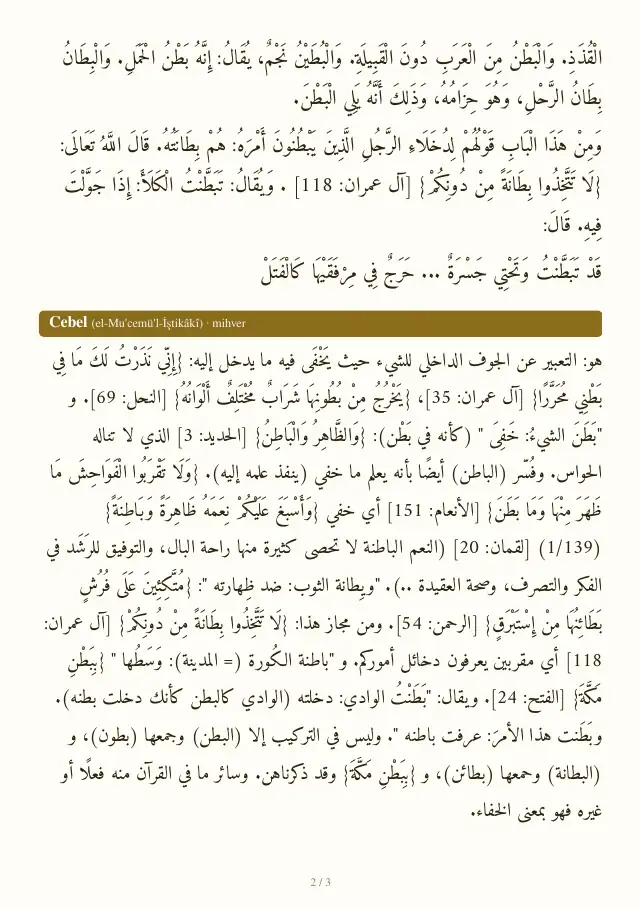 الْقُذَذِ. وَالْبَطْنُ مِنَ الْعَرَبِ دُونَ الْقَبِيلَةِ. وَالْبُطَيْنُ نَجْمٌ، يُقَالُ: إِنَّهُ بَطْنُ الْحَمَلِ. وَالْبِطَانُ
بِطَانُ الرَّحْلِ، وَهُوَ حِزَامُهُ، وَذَلِكَ أَنَّهُ يَلِي الْبَطْنَ.
وَمِنْ هَذَا الْبَابِ قَوْلُهُمْ لِدُخَلَاءِ الرَّجُلِ الَّذِينَ يَبْطُنُونَ أَمْرَهُ: هُمْ بِطَانَتُهُ. قَالَ اللَّهُ تَعَالَى:
{لَا تَتَّخِذُوا بِطَانَةً مِنْ دُونِكُمْ} [آل عمران: 118] . وَيُقَالُ: تَبَطَّنْتُ الْكَلَأَ: إِذَا جَوَّلْتَ
فِيهِ. قَالَ:
قَدْ تَبَطَّنْتُ وَتَحْتِي جَسْرَةٌ ... حَرَجٌ فِي مِرْفَقَيْهَا كَالْفَتَلْ
Cebel (el-Mu'cemü'l-İştikâkî) · mihver
هو: التعبير عن الجوف الداخلي للشيء حيث يَخْفَى فيه ما يدخل إليه: {إِنِّي نَذَرْتُ لَكَ مَا فِي
بَطْنِي مُحَرَّرًا} [آل عمران: 35]، {يَخْرُجُ مِنْ بُطُونِهَا شَرَابٌ مُخْتَلِفٌ أَلْوَانُهُ} [النحل: 69]. و
"بَطَنَ الشيءُ: خَفِىَ " (كأنه في بَطْن): {وَالظَّاهِرُ وَالْبَاطِنُ} [الحديد: 3] الذي لا تناله
الحواس. وفُسِّر (الباطن) أيضًا بأنه يعلم ما خفي (ينفذ علمه إليه). {وَلَا تَقْرَبُوا الْفَوَاحِشَ مَا
ظَهَرَ مِنْهَا وَمَا بَطَنَ} [الأنعام: 151] أي خفي {وَأَسْبَغَ عَلَيْكُمْ نِعَمَهُ ظَاهِرَةً وَبَاطِنَةً}
(1/139) [لقمان: 20] (النعم الباطنة لا تحصى كثيرة منها راحة البال، والتوفيق للرَشَد في
الفكر والتصرف، وصحة العقيدة ..). "وبِطانة الثوب: ضد ظِهارته ": {مُتَّكِئِينَ عَلَى فُرُشٍ
بَطَائِنُهَا مِنْ إِسْتَبْرَقٍ} [الرحمن: 54]. ومن مجاز هذا: {لَا تَتَّخِذُوا بِطَانَةً مِنْ دُونِكُمْ} [آل عمران:
118] أي مقربين يعرفون دخائل أموركم. و "باطنة الكُورة (= المدينة): وَسَطُها " {بِبَطْنِ
مَكَّةَ} [الفتح: 24]. ويقال: "بَطَنْتُ الوادي: دخلته (الوادي كالبطن كأنك دخلت بطنه).
وبَطَنت هذا الأمرَ: عرفت باطنه ". وليس في التركيب إلا (البطن) وجمعها (بطون)، و
(البطانة) وجمعها (بطائن)، و {بِبَطْنِ مَكَّةَ} وقد ذكرناهن. وسائر ما في القرآن منه فعلًا أو
غيره فهو بمعنى الخفاء.
2 / 3